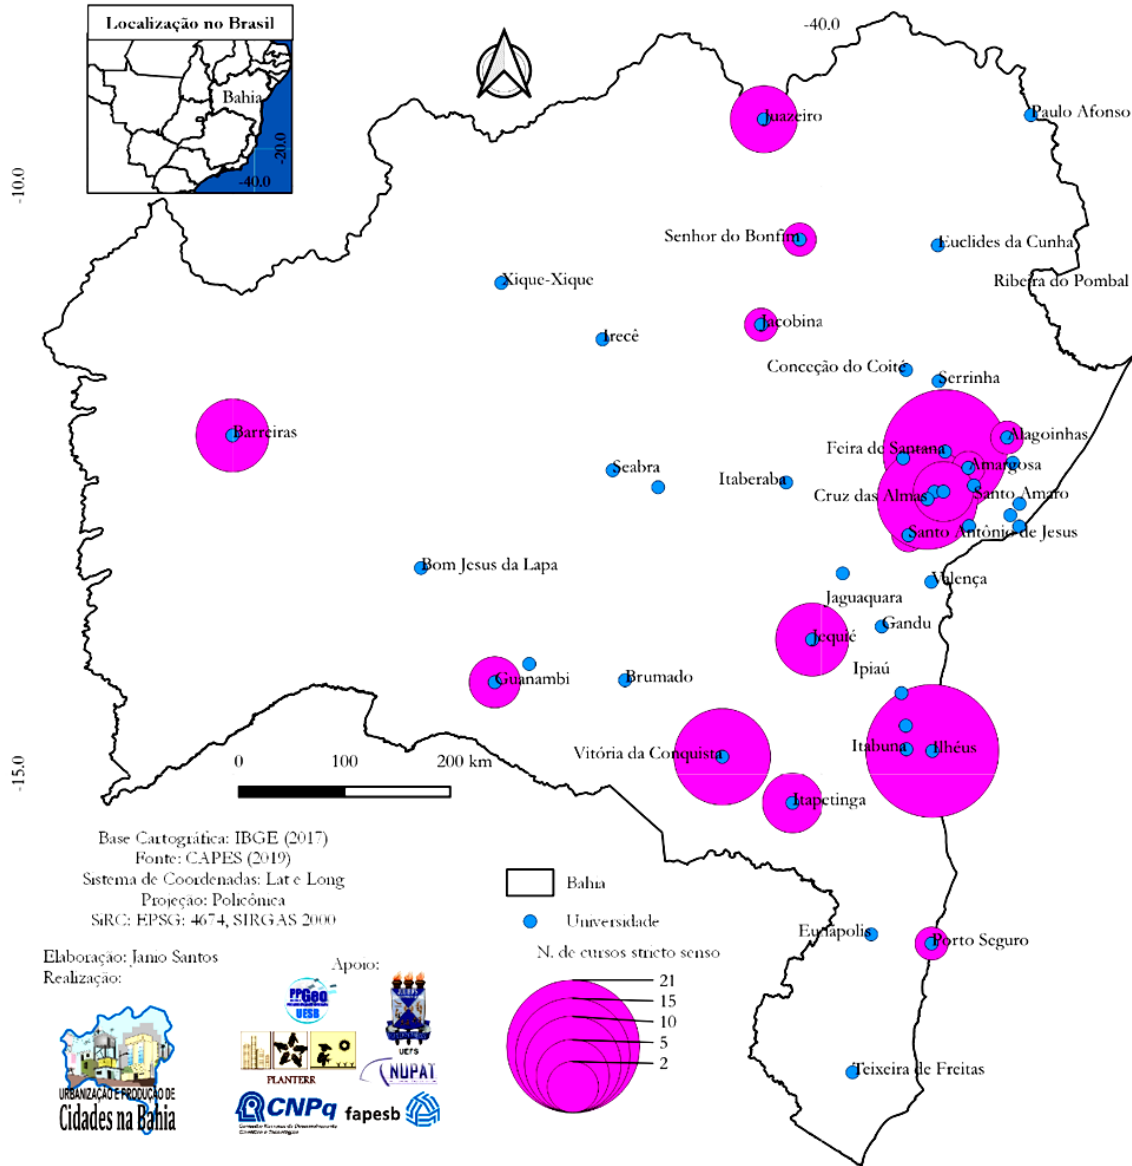 Localização no Brasil
Bahia
-20.0
-40.0
-40.0
-10.0
-15.0
Juazeiro
Paulo Afonso
Senhor do Bonfim
Euclides da Cunha
Xique-Xique
Ribeira do Pombal
Jacobina
Irecê
Conceção do Coité
Serrinha
Barreiras
Alagoinhas
Feira de Santana
Amargosa
Seabra
Itaberaba
Cruz das Almas
Santo Amaro
Santo Antônio de Jesus
Bom Jesus da Lapa
Valença
Jaguaquara
Gandu
Jequié
Ipiaú
Guanambi
Brumado
Vitória da Conquista
Itabuna
Ilhéus
Itapetinga
Eunápolis
Porto Seguro
Teixeira de Freitas
0 100 200 km
Base Cartográfica: IBGE (2017)
Fonte: CAPES (2019)
Sistema de Coordenadas: Lat e Long
Projeção: Policônica
SiRC: EPSG: 4674, SIRGAS 2000
Elaboração: Janio Santos
Realização:
Apoio:
URBANIZAÇÃO E PRODUÇÃO DE
Cidades na Bahia
PPGeo
UESB
UEFS
PLANTERR
NUPAT
CNPq
fapesb
Bahia
Universidade
N. de cursos stricto senso
21
15
10
5
2